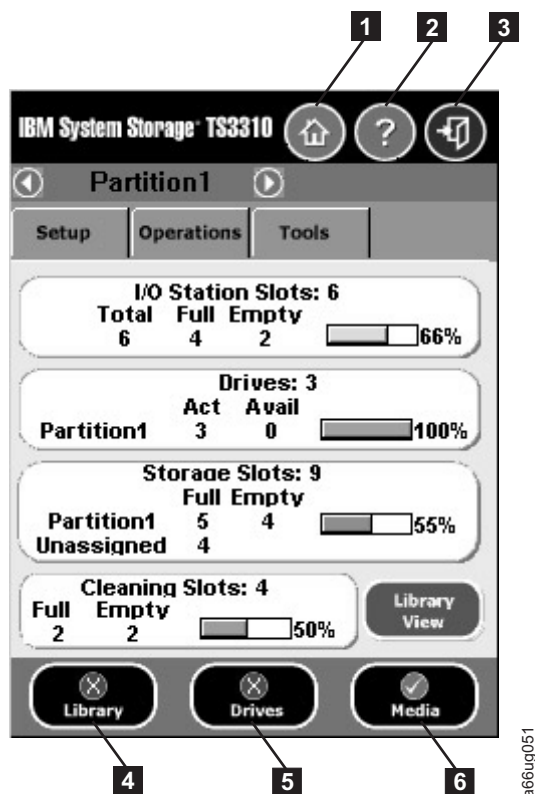 1 2 3
IBM System Storage TS3310 ?
Partition1
Setup Operations Tools
I/O Station Slots: 6
Total Full Empty
6 4 2 66%
Drives: 3
Act Avail
Partition1 3 0 100%
Storage Slots: 9
Full Empty
Partition1 5 4 55%
Unassigned 4
Cleaning Slots: 4
Full Empty
2 2 50%
Library
View
Library Drives Media
4 5 6
a66ug051